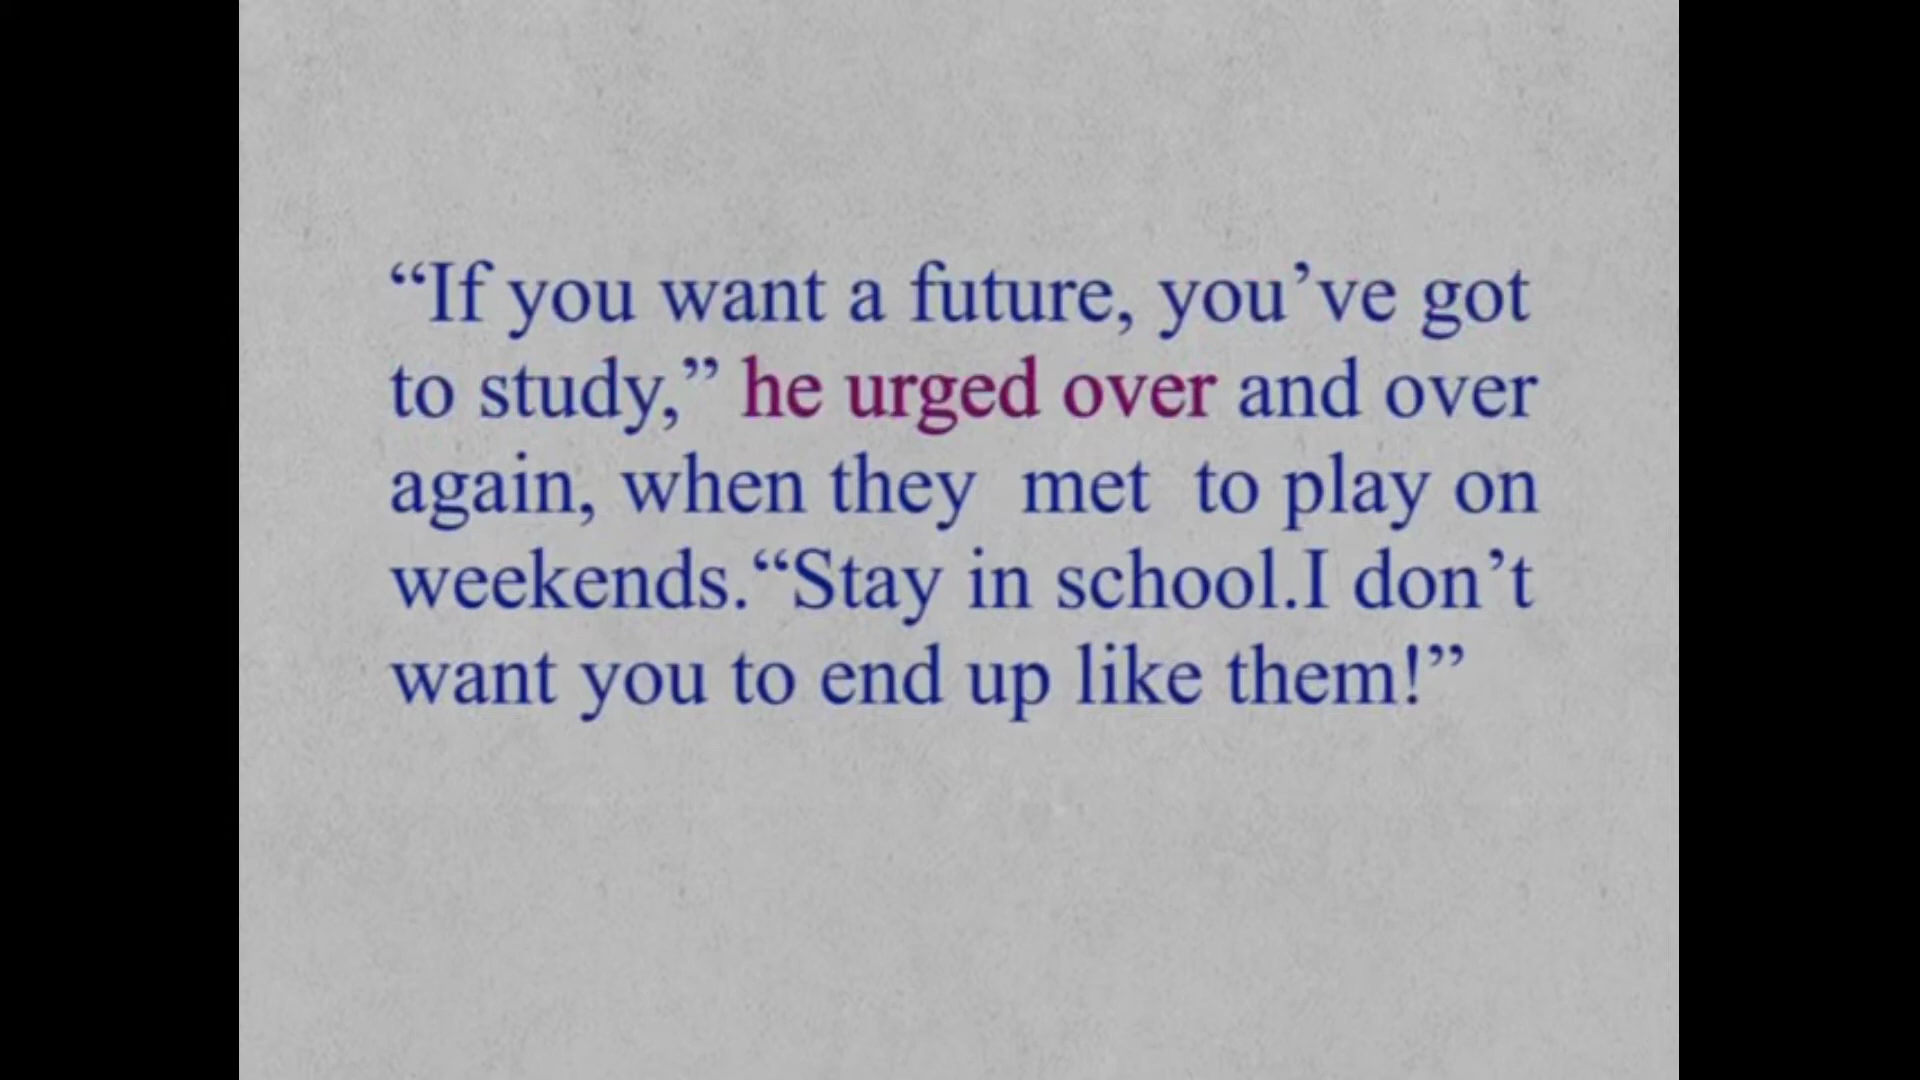 “If you want a future, you’ve got
to study,” he urged over and over
again, when they  met  to play on
weekends.“Stay in school.I don’t
want you to end up like them!”